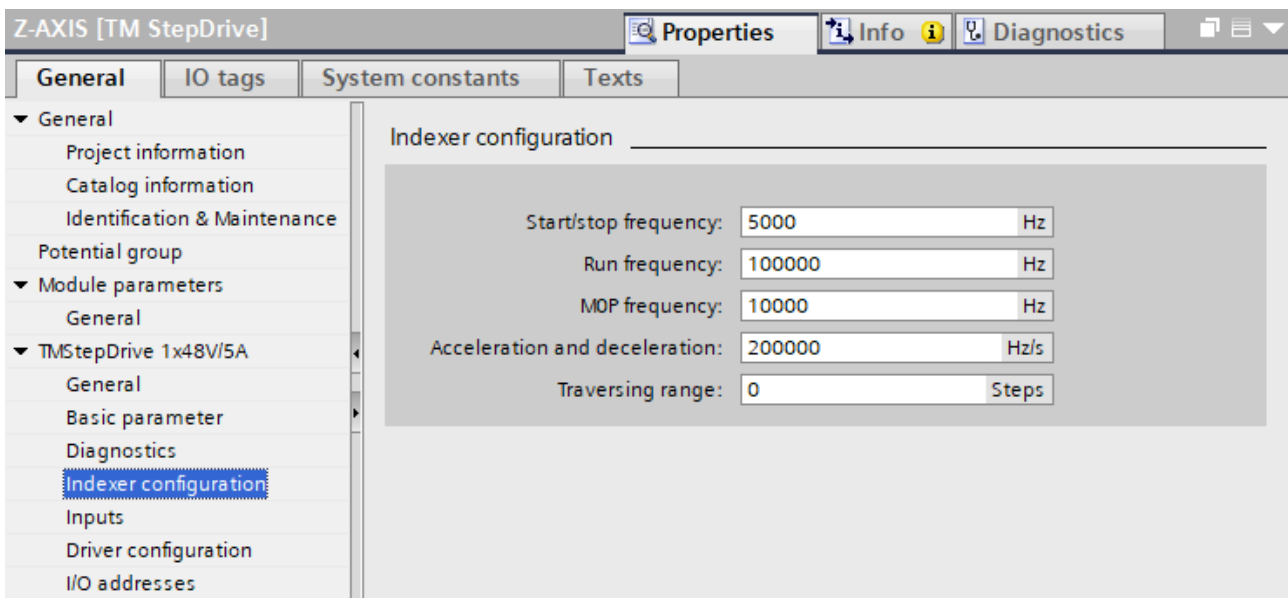 Z-AXIS [TM StepDrive]
Properties
Info
Diagnostics
General
IO tags
System constants
Texts
General
Project information
Catalog information
Identification & Maintenance
Potential group
Module parameters
General
TMStepDrive 1x48V/5A
General
Basic parameter
Diagnostics
Indexer configuration
Inputs
Driver configuration
I/O addresses
Indexer configuration
Start/stop frequency: 5000 Hz
Run frequency: 100000 Hz
M0P frequency: 10000 Hz
Acceleration and deceleration: 200000 Hz/s
Traversing range: 0 Steps